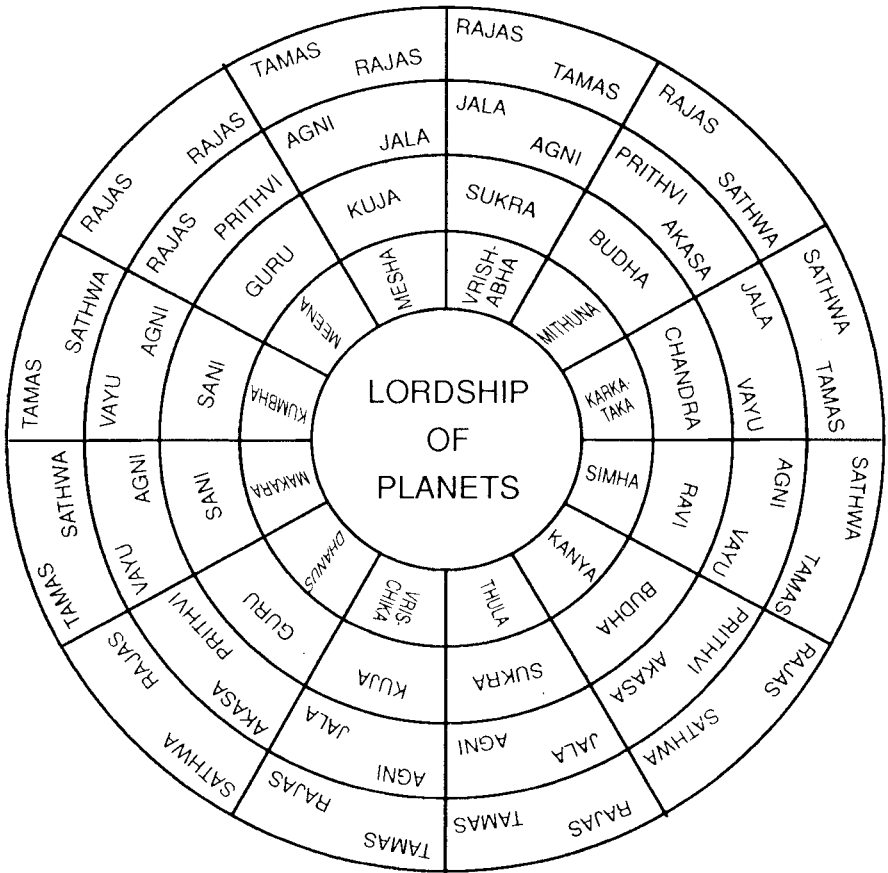 LORDSHIP
OF
PLANETS
MESHA
KUJA
AGNI
JALA
TAMAS
RAJAS
VRISH-
ABHA
SUKRA
JALA
AGNI
RAJAS
TAMAS
MITHUNA
BUDHA
PRITHVI
AKASA
RAJAS
SATHWA
KARKA-
TAKA
CHANDRA
JALA
VAYU
SATHWA
TAMAS
SIMHA
RAVI
AGNI
VAYU
SATHWA
TAMAS
KANYA
BUDHA
PRITHVI
AKASA
RAJAS
SATHWA
THULA
SUKRA
JALA
AGNI
RAJAS
TAMAS
VRIS-
CHIKA
KUJA
AGNI
JALA
TAMAS
RAJAS
DHANUS
GURU
AKASA
PRITHVI
SATHWA
RAJAS
MAKARA
SANI
VAYU
AGNI
TAMAS
SATHWA
KUMBHA
SANI
VAYU
AGNI
TAMAS
SATHWA
MEENA
GURU
RAJAS
PRITHVI
RAJAS
RAJAS